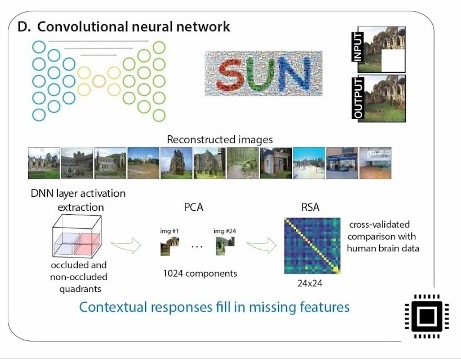 D. Convolutional neural network
SUN
INPUT
OUTPUT
Reconstructed images
DNN layer activation
extraction
PCA
RSA
img #1
img #24
...
occluded and
non-occluded
quadrants
1024 components
24x24
cross-validated
comparison with
human brain data
Contextual responses fill in missing features